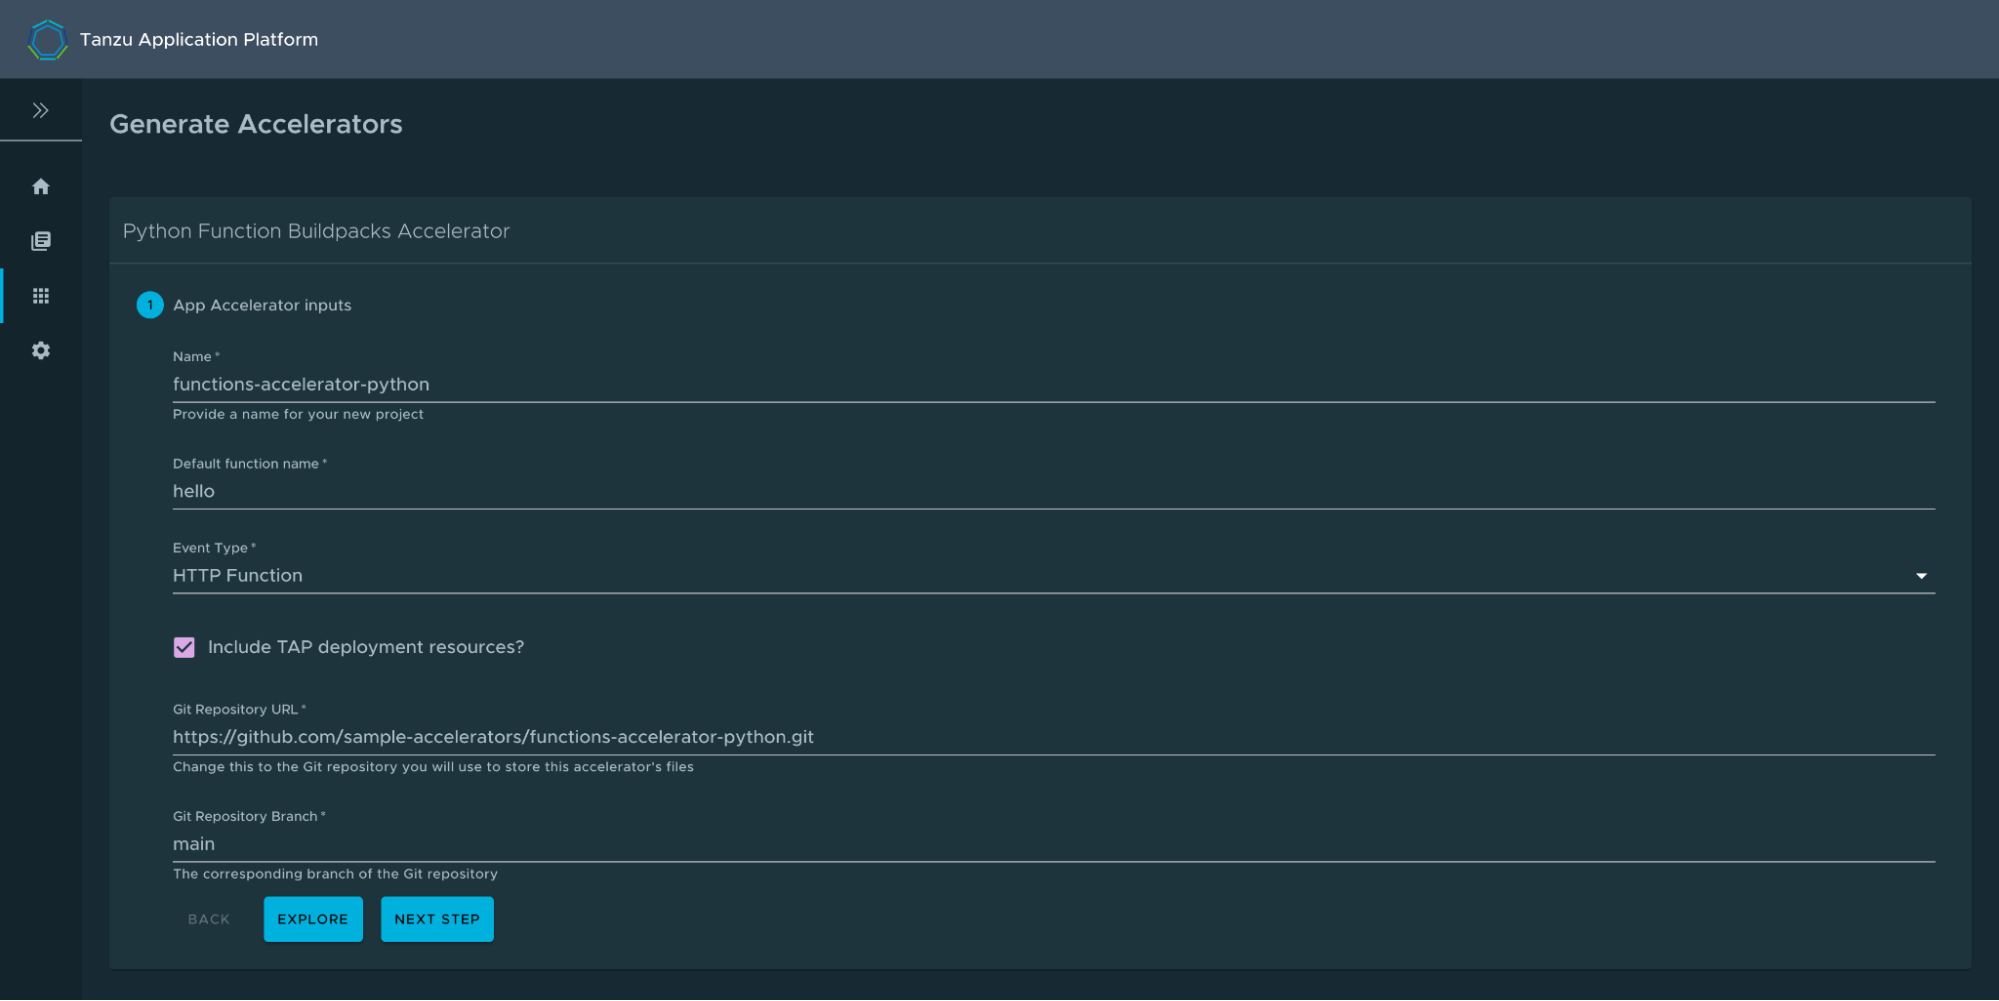 Tanzu Application Platform
Generate Accelerators
Python Function Buildpacks Accelerator
1 App Accelerator inputs
Name *
functions-accelerator-python
Provide a name for your new project
Default function name *
hello
Event Type *
HTTP Function
Include TAP deployment resources?
Git Repository URL *
https://github.com/sample-accelerators/functions-accelerator-python.git
Change this to the Git repository you will use to store this accelerator's files
Git Repository Branch *
main
The corresponding branch of the Git repository
BACK EXPLORE NEXT STEP